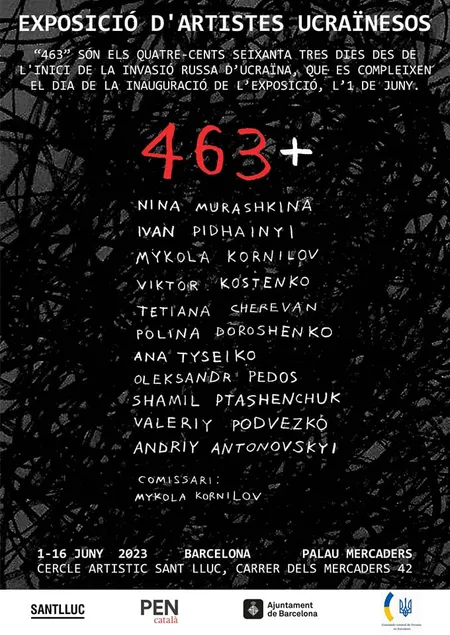 EXPOSICIÓ D'ARTISTES UCRAÏNESOS
“463” SÓN ELS QUATRE-CENTS SEIXANTA TRES DIES DES DE
L'INICI DE LA INVASIÓ RUSSA D’UCRAÏNA, QUE ES COMPLEIXEN
EL DIA DE LA INAUGURACIÓ DE L’EXPOSICIÓ, L’1 DE JUNY.
463+
NINA MURASHKINA
IVAN PIDHAINYI
MYKOLA KORNILOV
VIKTOR KOSTENKO
TETIANA CHEREVAN
POLINA DOROSHENKO
ANA TYSEIKO
OLEKSANDR PEDOS
SHAMIL PTASHENCHUK
VALERIY PODVEZKÓ
ANDRIY ANTONOVSKYI
COMISSARI:
MYKOLA KORNILOV
1-16 JUNY 2023 . BARCELONA PALAU MERCADERS
CERCLE ARTISTIC SANT LLUC, CARRER DELS MERCADERS 42
SANTLLUC
PEN
català
Ajuntament
de Barcelona